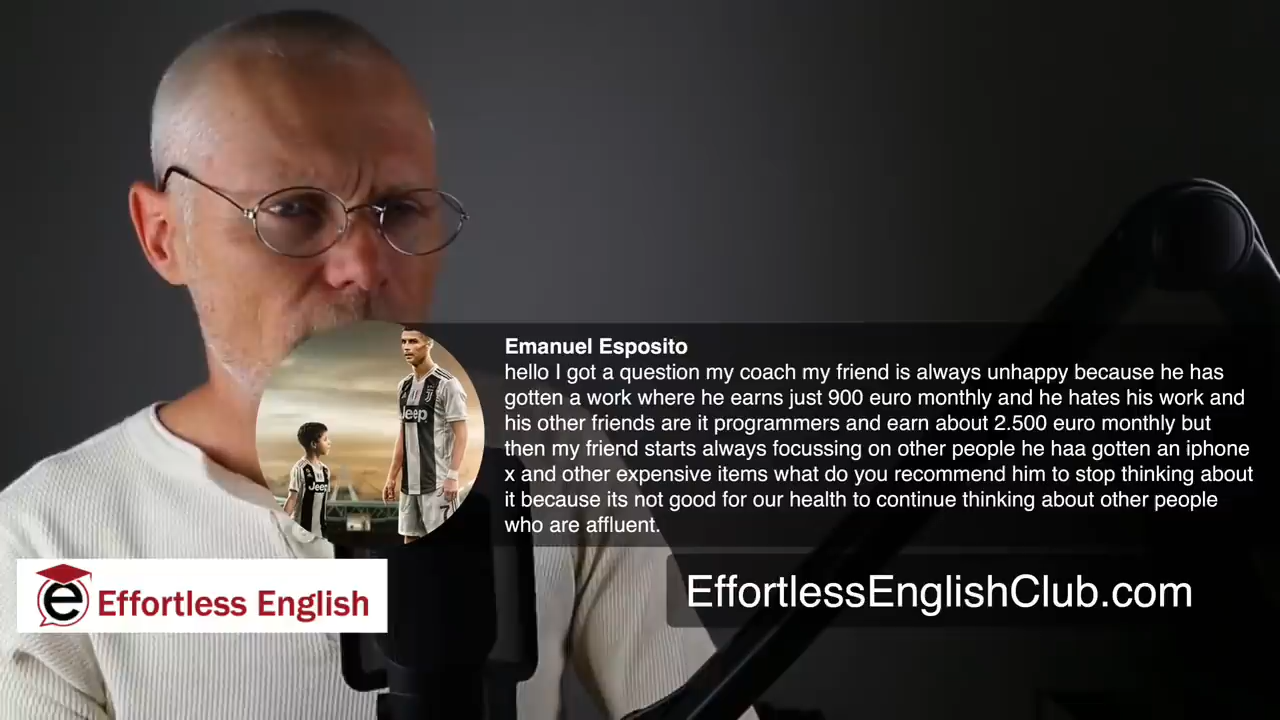 Emanuel Esposito
hello I got a question my coach my friend is always unhappy because he has
gotten a work where he earns just 900 euro monthly and he hates his work and
his other friends are it programmers and earn about 2.500 euro monthly but
then my friend starts always focussing on other people he haa gotten an iphone
x and other expensive items what do you recommend him to stop thinking about
it because its not good for our health to continue thinking about other people
who are affluent.
Jeep
Jeep
7
e Effortless English
EffortlessEnglishClub.com